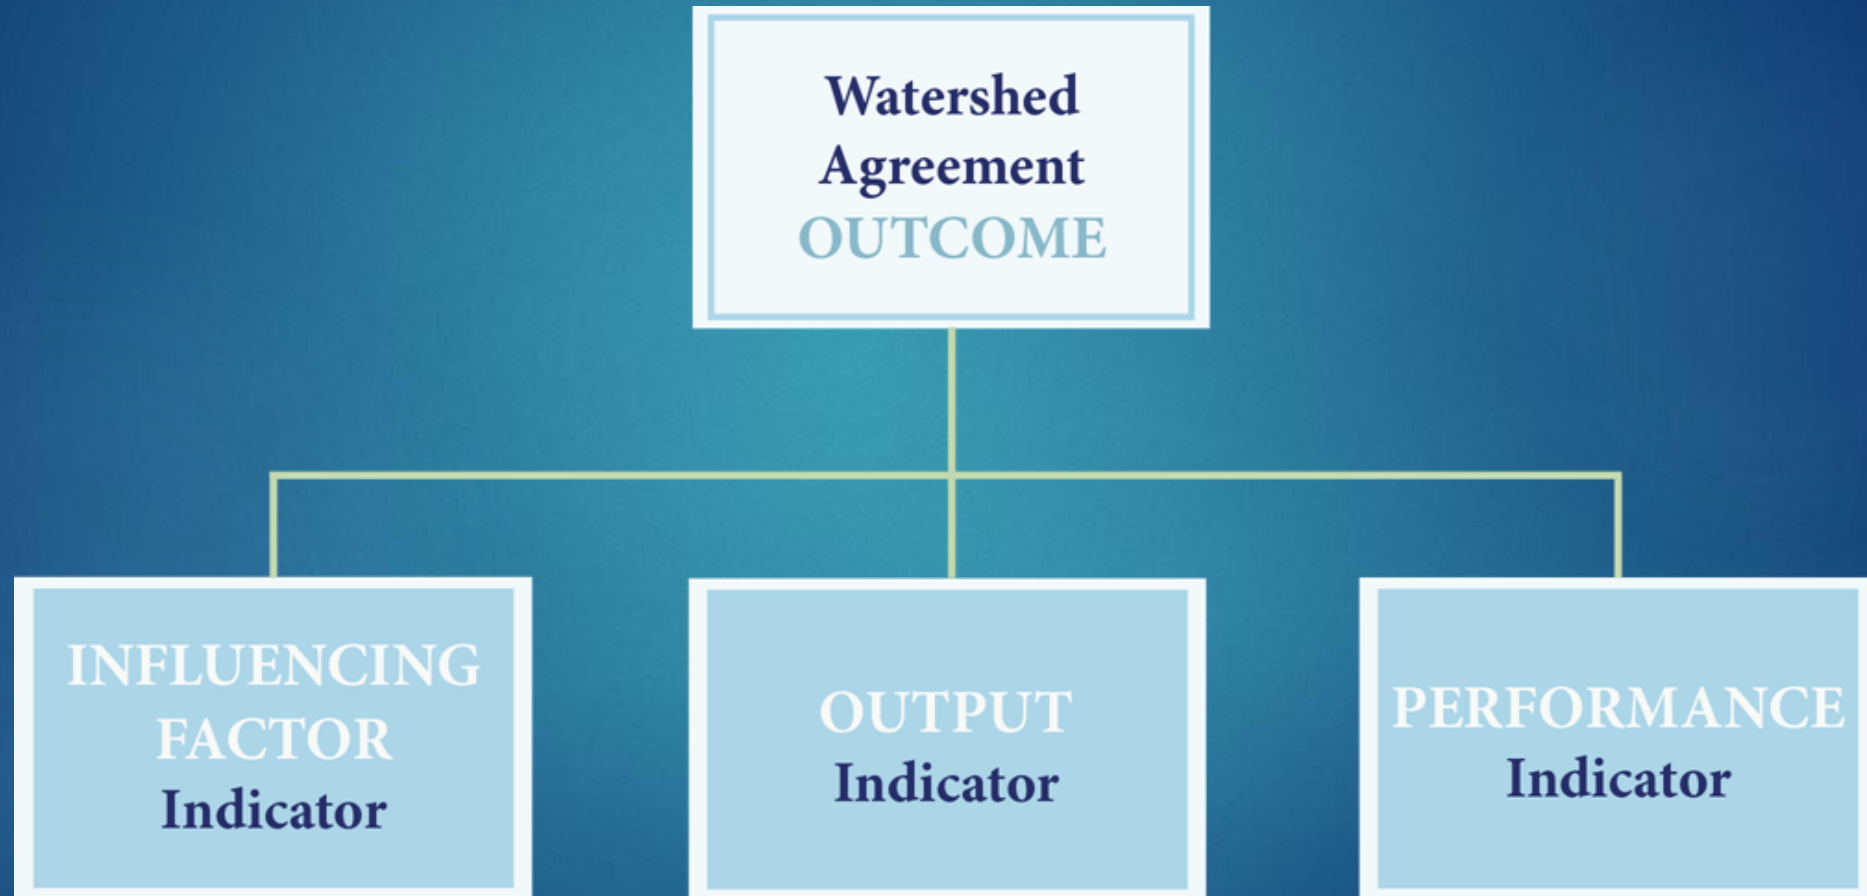 Watershed
Agreement
OUTCOME
INFLUENCING
FACTOR
Indicator
OUTPUT
Indicator
PERFORMANCE
Indicator